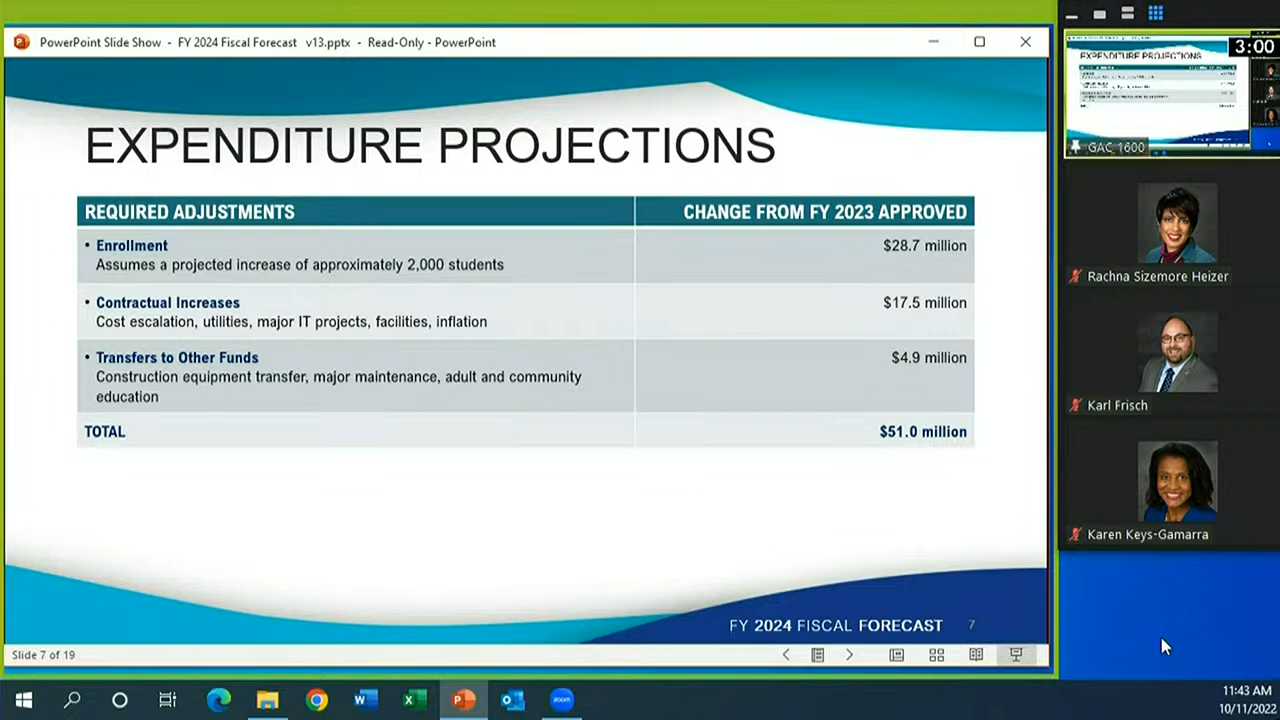 PowerPoint Slide Show - FY 2024 Fiscal Forecast v13.pptx - Read-Only - PowerPoint
EXPENDITURE PROJECTIONS
REQUIRED ADJUSTMENTS
CHANGE FROM FY 2023 APPROVED
• Enrollment
$28.7 million
Assumes a projected increase of approximately 2,000 students
• Contractual Increases
$17.5 million
Cost escalation, utilities, major IT projects, facilities, inflation
• Transfers to Other Funds
$4.9 million
Construction equipment transfer, major maintenance, adult and community
education
TOTAL
$51.0 million
FY 2024 FISCAL FORECAST 7
Slide 7 of 19
3:00
EXPENDITURE PROJECTIONS
GAC_1600
Rachna Sizemore Heizer
Karl Frisch
Karen Keys-Gamarra
zoom
11:43 AM
10/11/2022